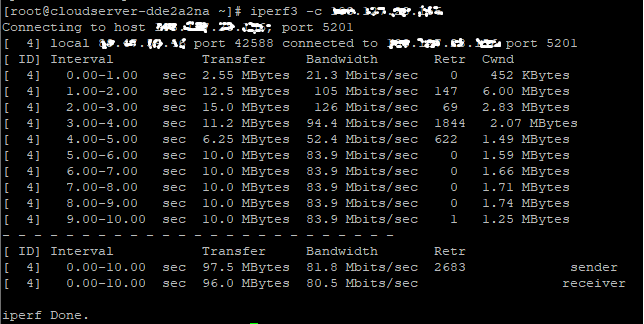 [root@cloudserver-dde2a2na ~]# iperf3 -c
Connecting to host port 5201
[  4] local port 42588 connected to port 5201
[ ID] Interval           Transfer     Bandwidth       Retr  Cwnd
[  4]   0.00-1.00   sec  2.55 MBytes  21.3 Mbits/sec    0    452 KBytes
[  4]   1.00-2.00   sec  12.5 MBytes   105 Mbits/sec  147   6.00 MBytes
[  4]   2.00-3.00   sec  15.0 MBytes   126 Mbits/sec   69   2.83 MBytes
[  4]   3.00-4.00   sec  11.2 MBytes  94.4 Mbits/sec  1844   2.07 MBytes
[  4]   4.00-5.00   sec  6.25 MBytes  52.4 Mbits/sec  622   1.49 MBytes
[  4]   5.00-6.00   sec  10.0 MBytes  83.9 Mbits/sec    0   1.59 MBytes
[  4]   6.00-7.00   sec  10.0 MBytes  83.9 Mbits/sec    0   1.66 MBytes
[  4]   7.00-8.00   sec  10.0 MBytes  83.9 Mbits/sec    0   1.71 MBytes
[  4]   8.00-9.00   sec  10.0 MBytes  83.9 Mbits/sec    0   1.74 MBytes
[  4]   9.00-10.00  sec  10.0 MBytes  83.9 Mbits/sec    1   1.25 MBytes
- - - - - - - - - - - - - - - - - - - - - - - - -
[ ID] Interval           Transfer     Bandwidth       Retr
[  4]   0.00-10.00  sec  97.5 MBytes  81.8 Mbits/sec  2683             sender
[  4]   0.00-10.00  sec  96.0 MBytes  80.5 Mbits/sec                  receiver
iperf Done.